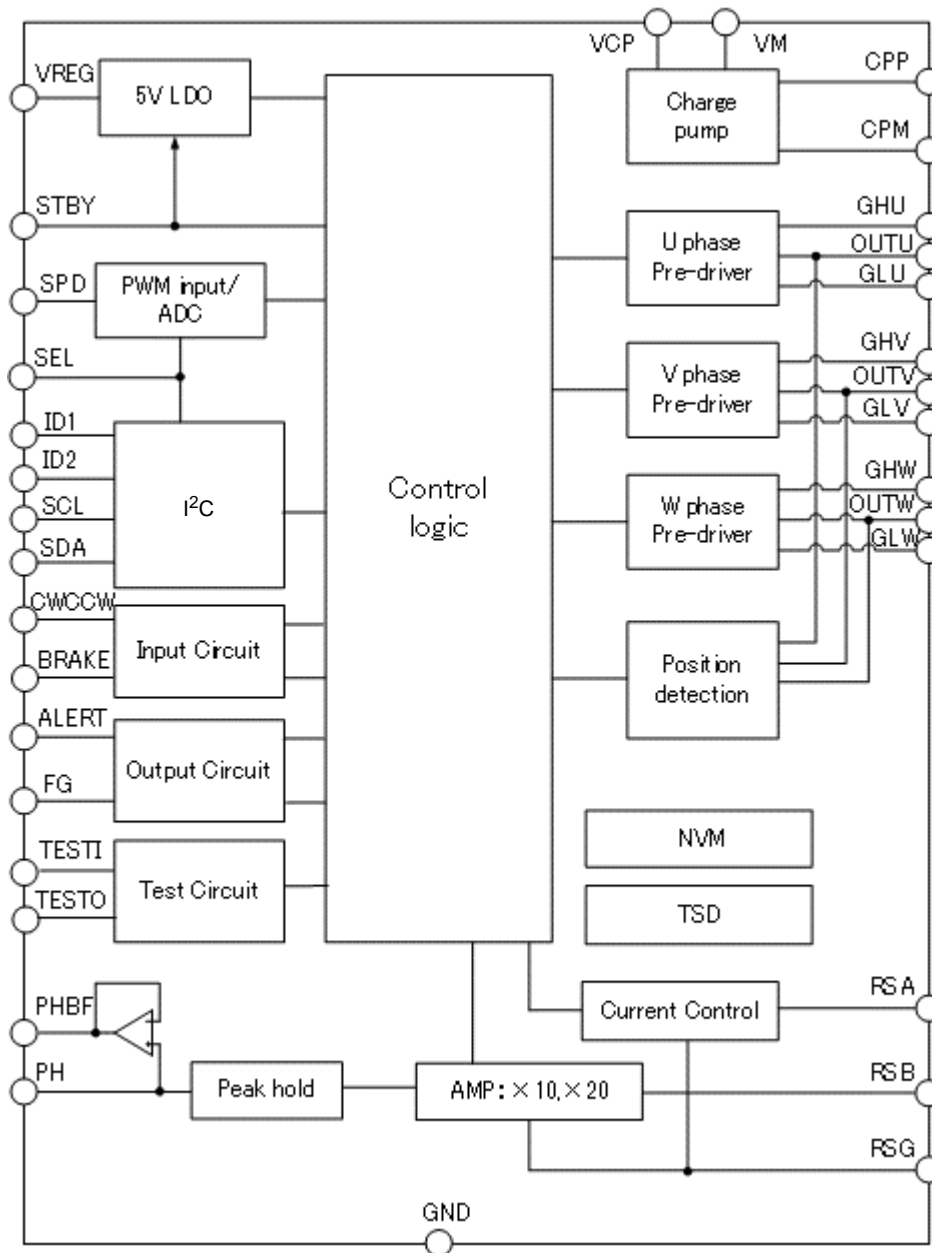 VCP
VM
VREG
5V LDO
CPP
Charge
pump
CPM
STBY
GHU
U phase
Pre-driver
OUTU
GLU
SPD
PWM input/
ADC
SEL
GHV
V phase
Pre-driver
OUTV
GLV
ID1
ID2
SCL
SDA
I²C
Control
logic
GHW
W phase
Pre-driver
OUTW
GLW
CWCCW
BRAKE
Input Circuit
Position
detection
ALERT
FG
Output Circuit
NVM
TESTI
TESTO
Test Circuit
TSD
PHBF
PH
Peak hold
Current Control
RSA
AMP: ×10,×20
RSB
RSG
GND